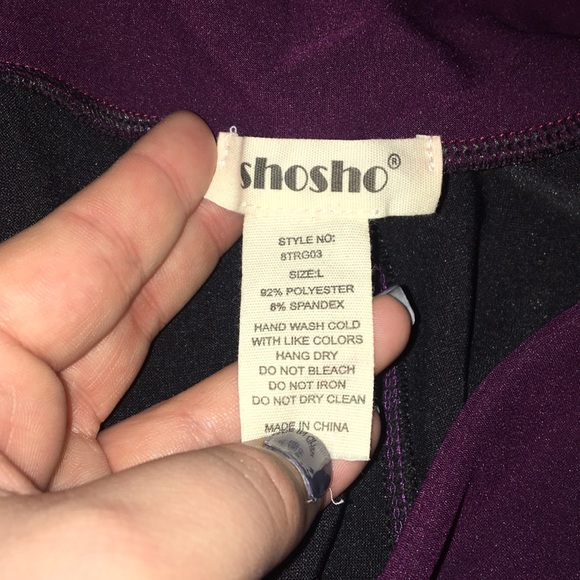 shosho®
STYLE NO:
8TRG03
SIZE:L
92% POLYESTER
8% SPANDEX
HAND WASH COLD
WITH LIKE COLORS
HANG DRY
DO NOT BLEACH
DO NOT IRON
DO NOT DRY CLEAN
MADE IN CHINA